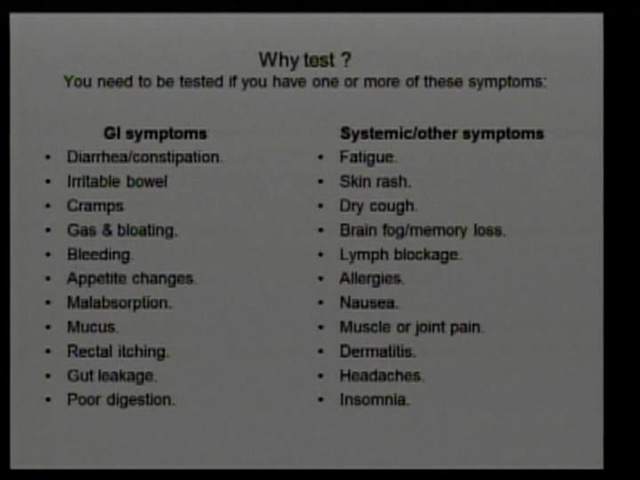 Why test ?
You need to be tested if you have one or more of these symptoms:
GI symptoms
• Diarrhea/constipation.
• Irritable bowel
• Cramps
• Gas & bloating.
• Bleeding.
• Appetite changes.
• Malabsorption.
• Mucus.
• Rectal itching.
• Gut leakage.
• Poor digestion.
Systemic/other symptoms
• Fatigue.
• Skin rash.
• Dry cough.
• Brain fog/memory loss.
• Lymph blockage.
• Allergies.
• Nausea.
• Muscle or joint pain.
• Dermatitis.
• Headaches.
• Insomnia.